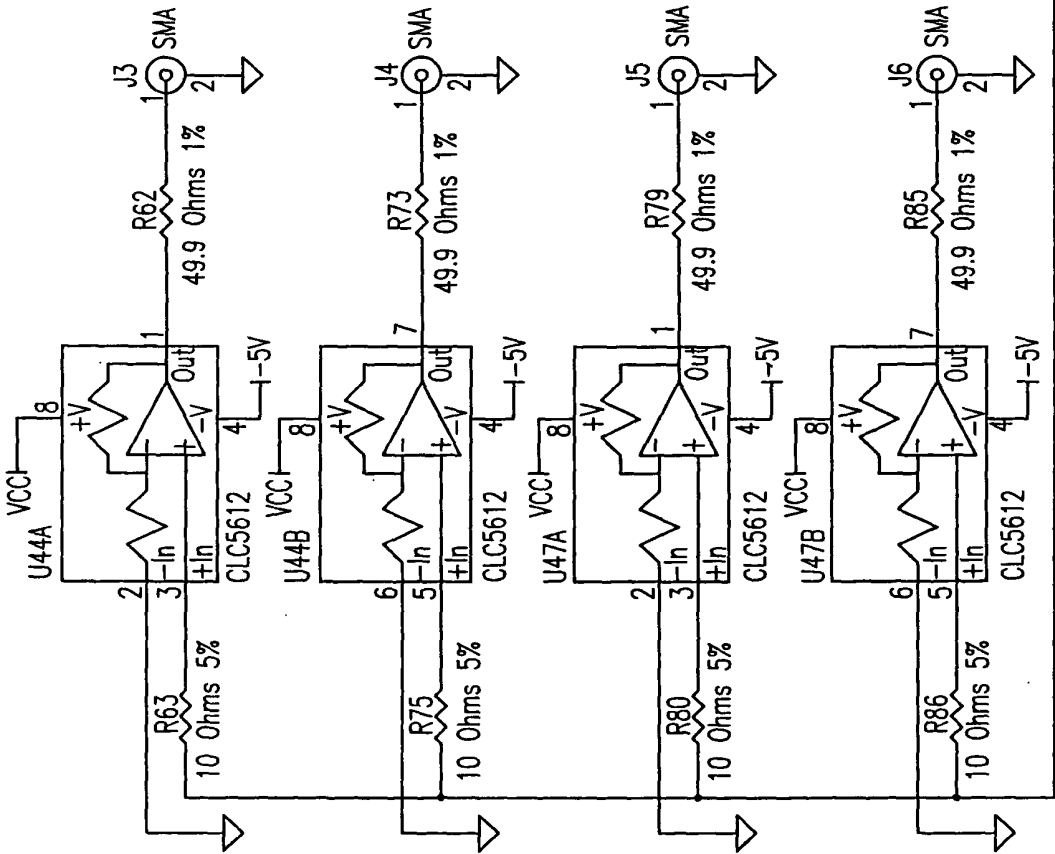 J3
SMA
1
2
R62
49.9 Ohms 1%
VCC
8
U44A
+V
1
Out
-
+
-V
4
-5V
-In
+In
2
3
CLC5612
R63
10 Ohms 5%
J4
SMA
1
2
R73
49.9 Ohms 1%
VCC
8
U44B
+V
7
Out
-
+
-V
4
-5V
-In
+In
6
5
CLC5612
R75
10 Ohms 5%
J5
SMA
1
2
R79
49.9 Ohms 1%
VCC
8
U47A
+V
1
Out
-
+
-V
4
-5V
-In
+In
2
3
CLC5612
R80
10 Ohms 5%
J6
SMA
1
2
R85
49.9 Ohms 1%
VCC
8
U47B
+V
7
Out
-
+
-V
4
-5V
-In
+In
6
5
CLC5612
R86
10 Ohms 5%